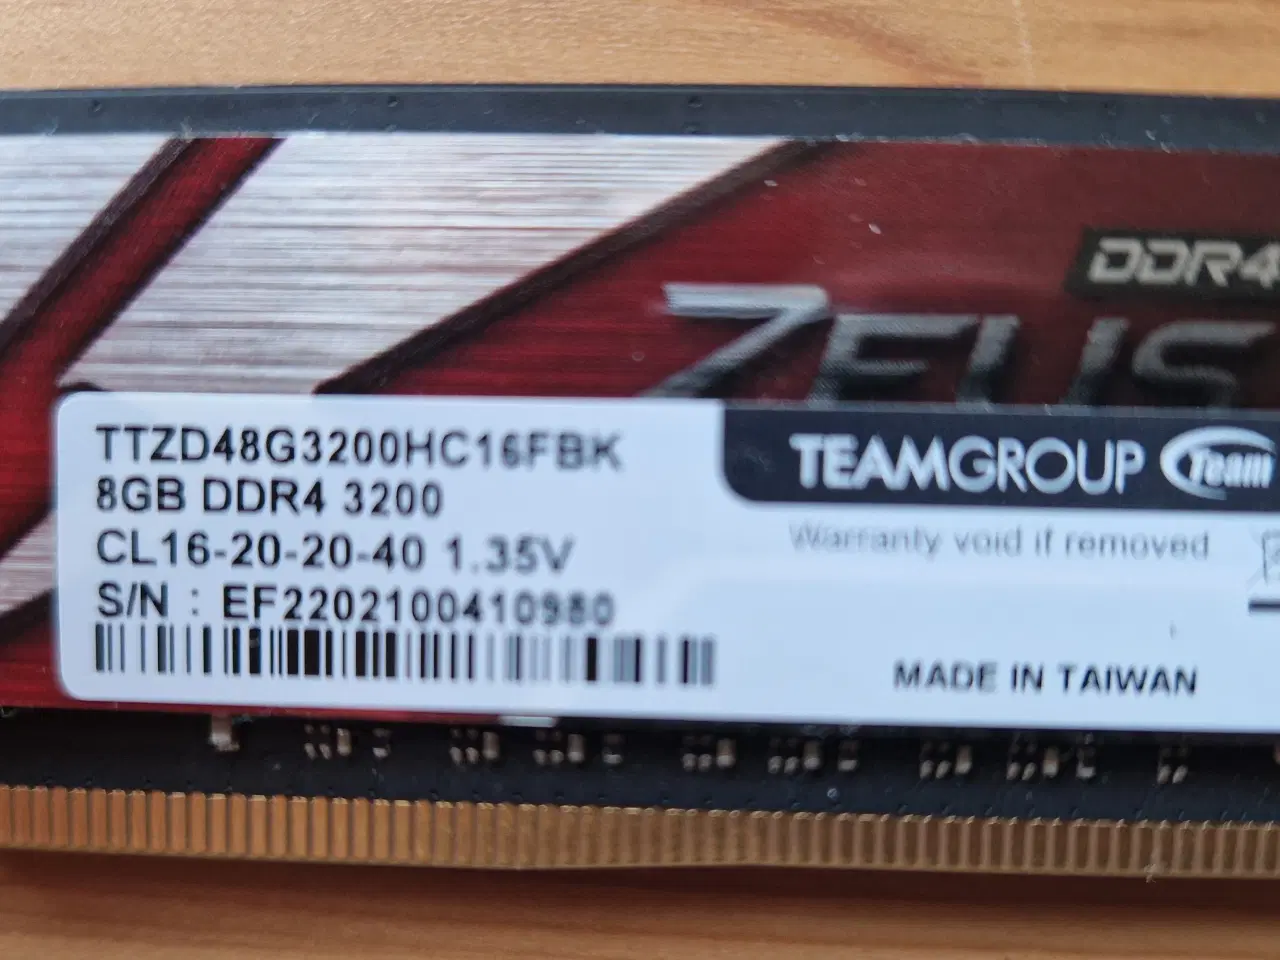 DDR4
ZEUS
TTZD48G3200HC16FBK
8GB DDR4 3200
CL16-20-20-40 1.35V
S/N : EF2202100410980
TEAMGROUP Team
Warranty void if removed
MADE IN TAIWAN